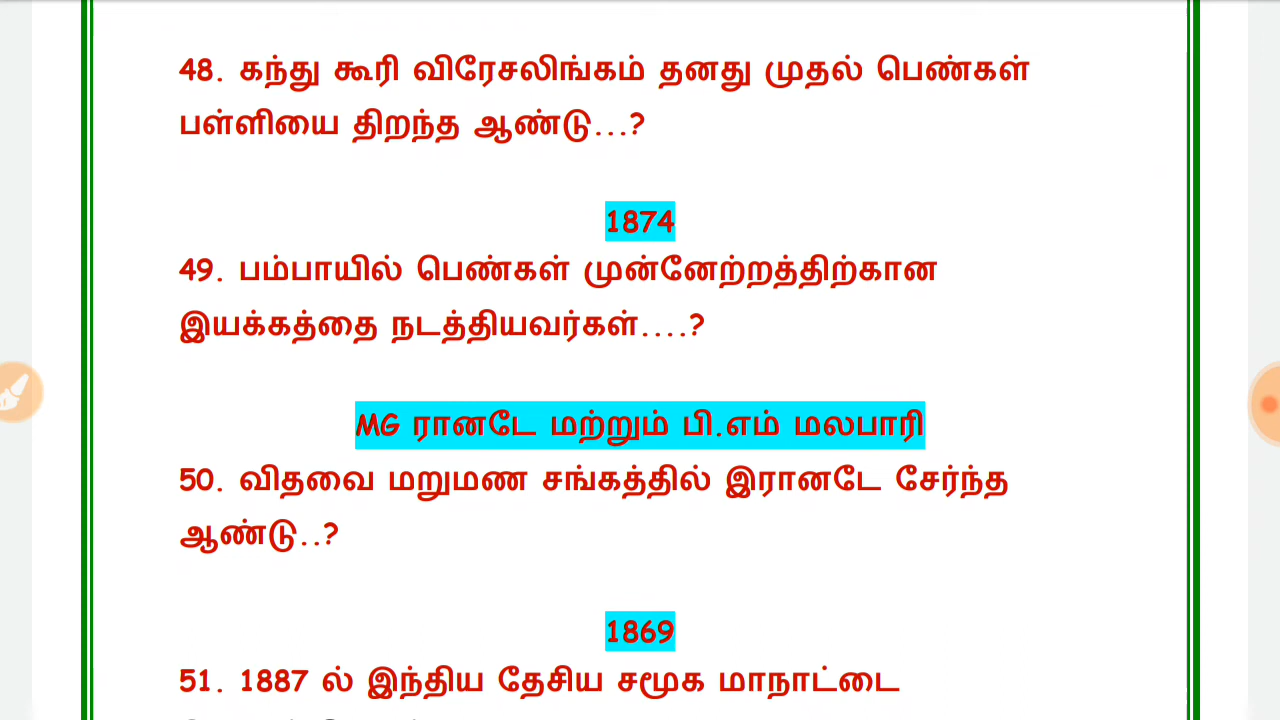 48. கந்து கூரி விரேசலிங்கம் தனது முதல் பெண்கள்
பள்ளியை திறந்த ஆண்டு...?
1874
49. பம்பாயில் பெண்கள் முன்னேற்றத்திற்கான
இயக்கத்தை நடத்தியவர்கள்....?
MG ரானடே மற்றும் பி.எம் மலபாரி
50. விதவை மறுமண சங்கத்தில் இரானடே சேர்ந்த
ஆண்டு..?
1869
51. 1887 ல் இந்திய தேசிய சமூக மாநாட்டை